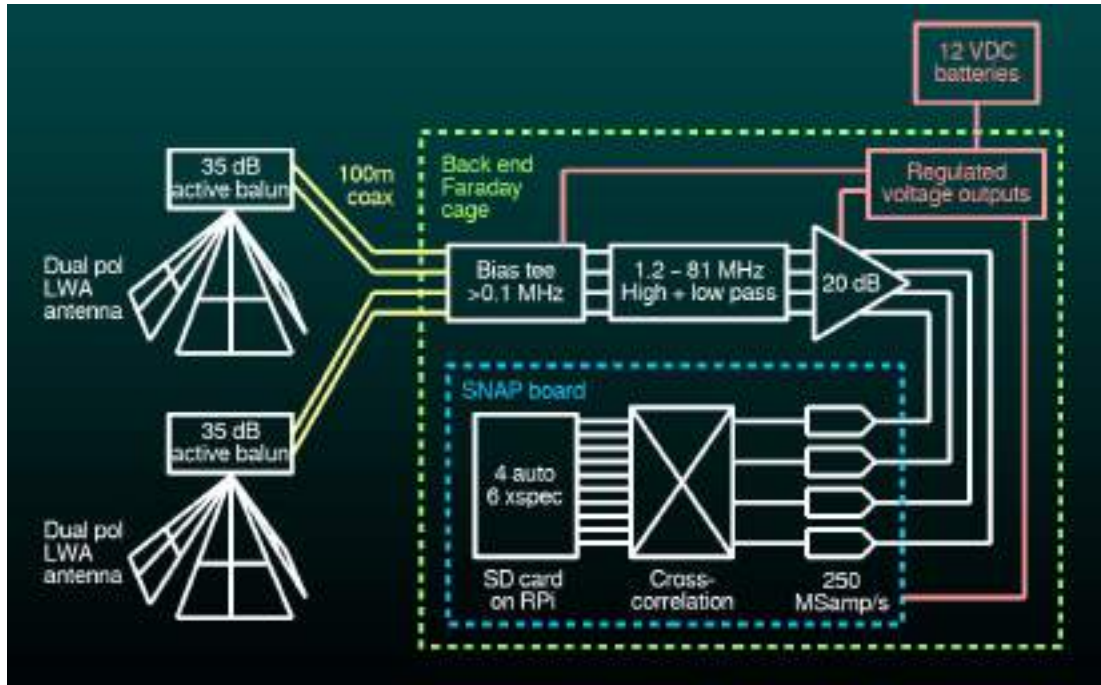 12 VDC
batteries
35 dB
active balun
100m
coax
Back end
Faraday
cage
Regulated
voltage outputs
Dual pol
LWA
antenna
Bias tee
>0.1 MHz
1.2 – 81 MHz
High + low pass
20 dB
SNAP board
35 dB
active balun
4 auto
6 xspec
Dual pol
LWA
antenna
SD card
on RPi
Cross-
correlation
250
MSamp/s